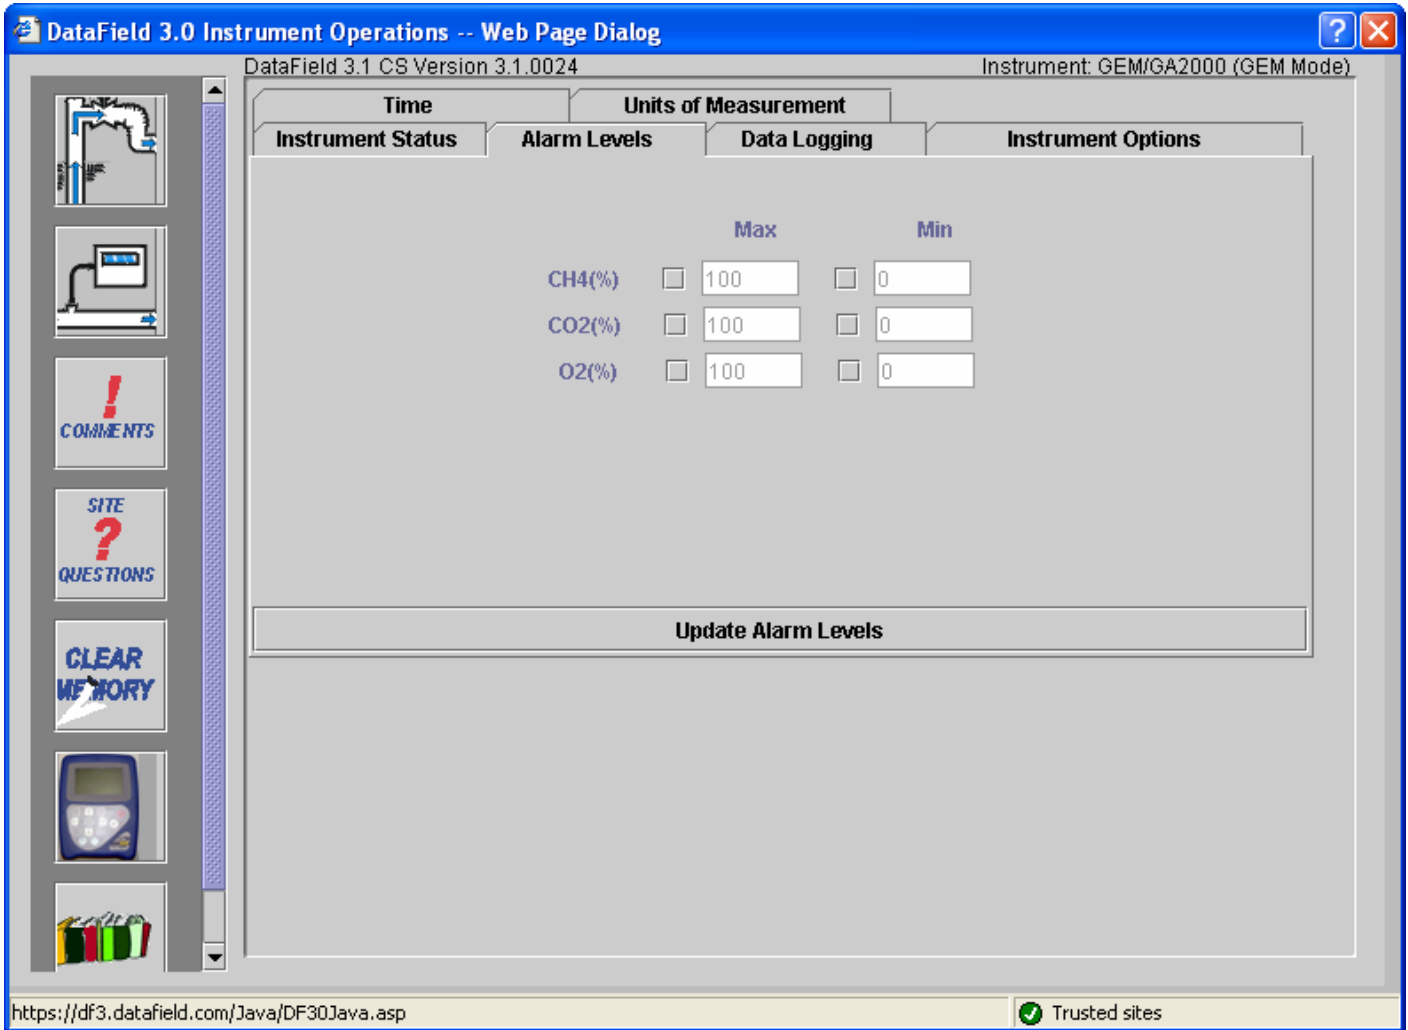 DataField 3.0 Instrument Operations -- Web Page Dialog
DataField 3.1 CS Version 3.1.0024 Instrument: GEM/GA2000 (GEM Mode)
Time Units of Measurement
Instrument Status Alarm Levels Data Logging Instrument Options
Max Min
CH4(%) 100 0
CO2(%) 100 0
O2(%) 100 0
Update Alarm Levels
!
COMMENTS
SITE
?
QUESTIONS
CLEAR
MEMORY
https://df3.datafield.com/Java/DF30Java.asp Trusted sites